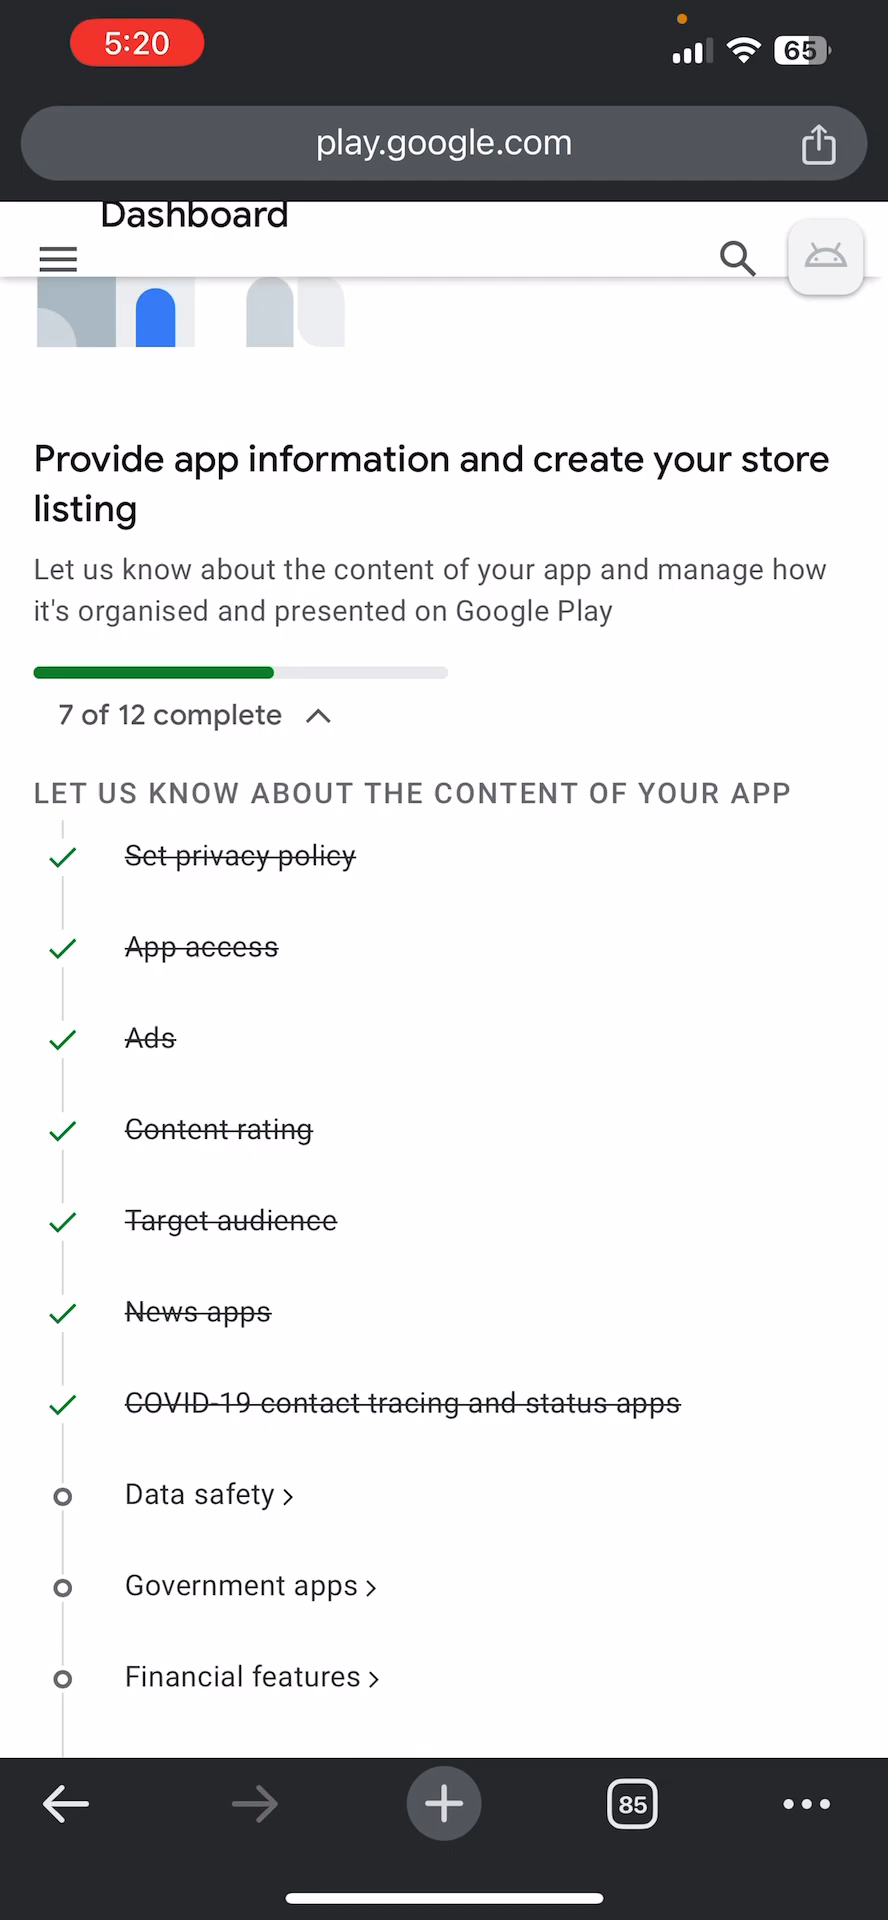 5:20
65
play.google.com
Dashboard
Provide app information and create your store
listing
Let us know about the content of your app and manage how
it's organised and presented on Google Play
7 of 12 complete
LET US KNOW ABOUT THE CONTENT OF YOUR APP
Set privacy policy
App access
Ads
Content rating
Target audience
News apps
COVID-19 contact tracing and status apps
Data safety
Government apps
Financial features
85